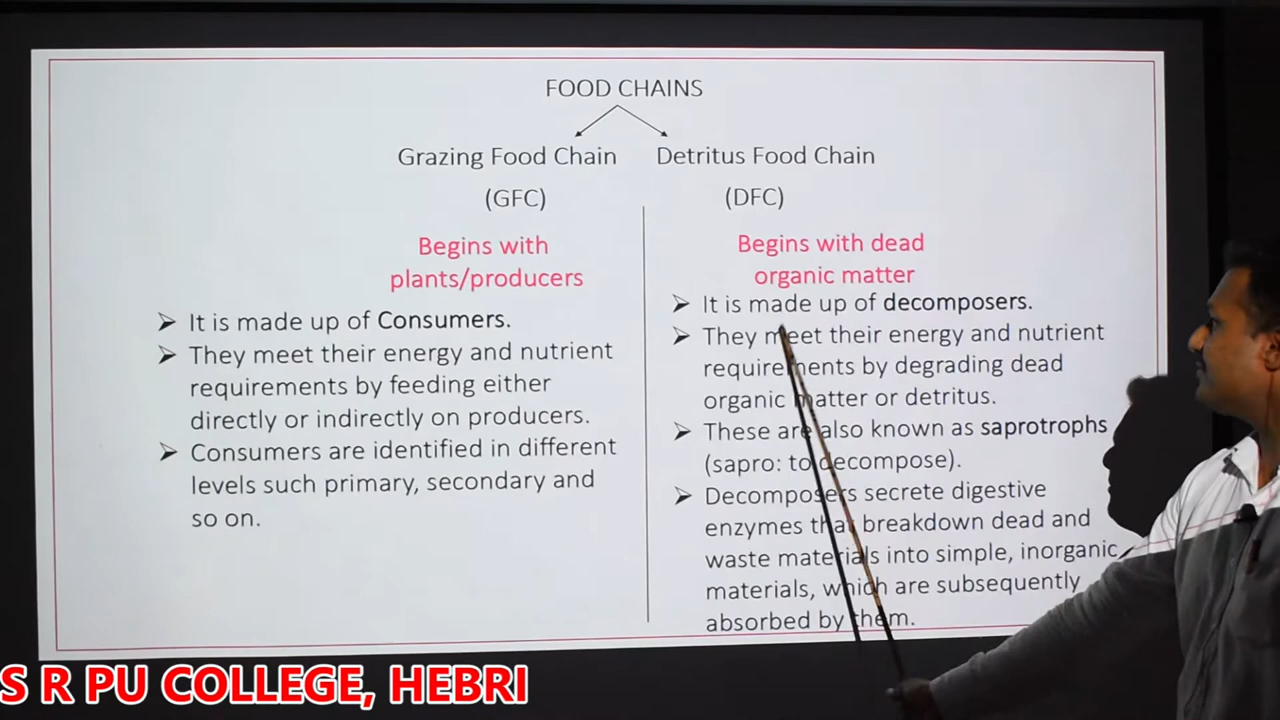 FOOD CHAINS
Grazing Food Chain
(GFC)
Begins with
plants/producers
➢ It is made up of Consumers.
➢ They meet their energy and nutrient
requirements by feeding either
directly or indirectly on producers.
➢ Consumers are identified in different
levels such primary, secondary and
so on.
Detritus Food Chain
(DFC)
Begins with dead
organic matter
➢ It is made up of decomposers.
➢ They meet their energy and nutrient
requirements by degrading dead
organic matter or detritus.
➢ These are also known as saprotrophs
(sapro: to decompose).
➢ Decomposers secrete digestive
enzymes that breakdown dead and
waste materials into simple, inorganic
materials, which are subsequently
absorbed by them.
S R PU COLLEGE, HEBRI